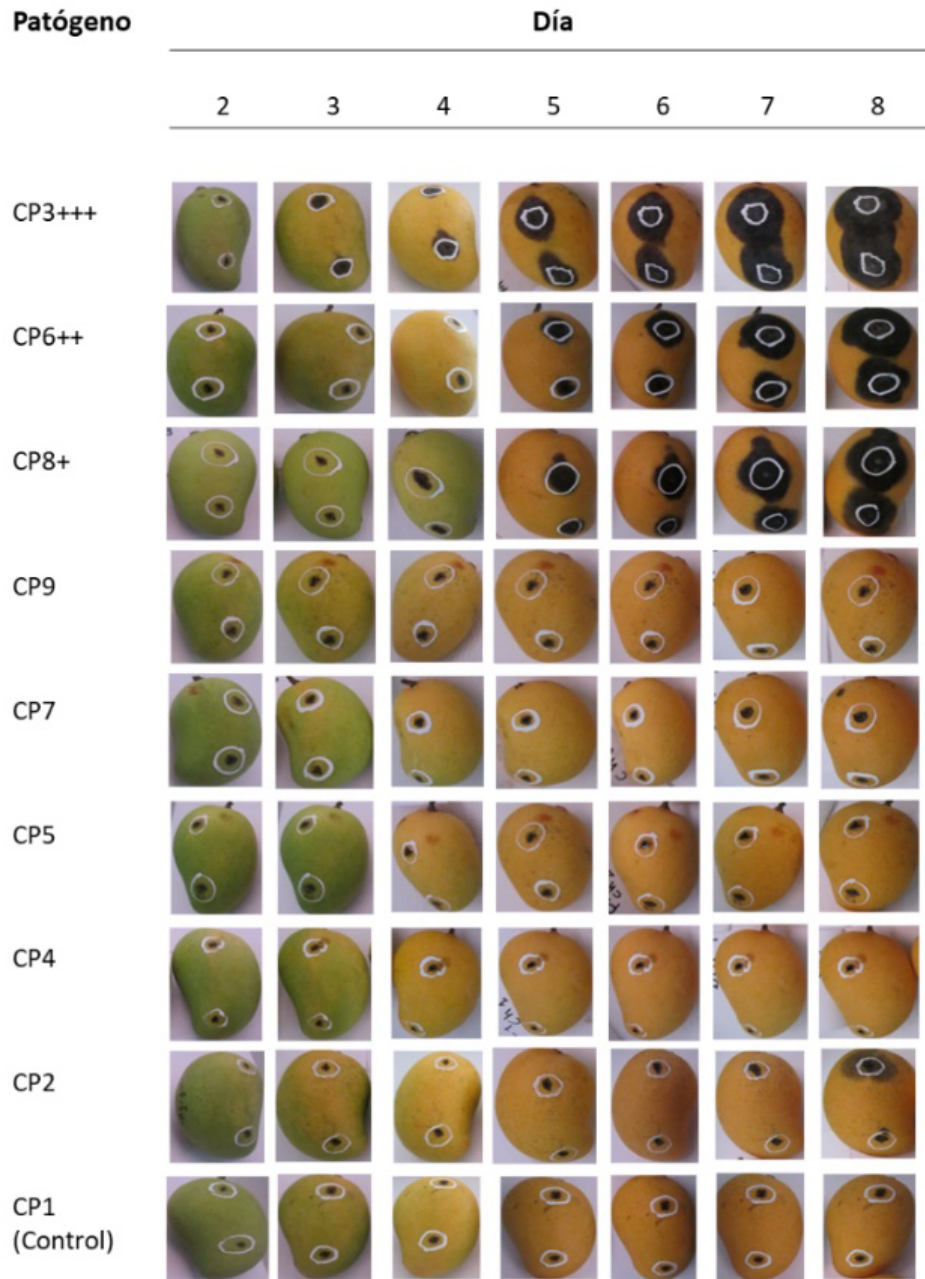 Patógeno Día
2 3 4 5 6 7 8
CP3+++
CP6++
CP8+
CP9
CP7
CP5
CP4
CP2
CP1
(Control)